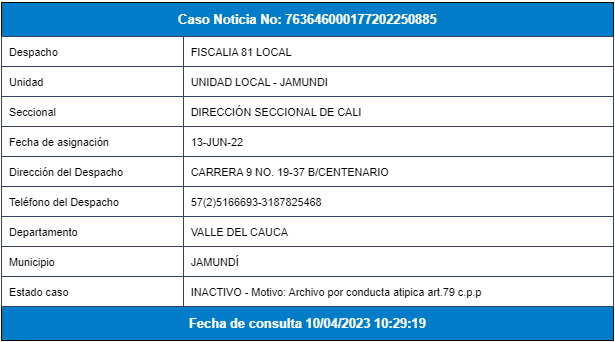 Caso Noticia No: 763646000177202250885
Despacho FISCALIA 81 LOCAL
Unidad UNIDAD LOCAL - JAMUNDI
Seccional DIRECCIÓN SECCIONAL DE CALI
Fecha de asignación 13-JUN-22
Dirección del Despacho CARRERA 9 NO. 19-37 B/CENTENARIO
Teléfono del Despacho 57(2)5166693-3187825468
Departamento VALLE DEL CAUCA
Municipio JAMUNDÍ
Estado caso INACTIVO - Motivo: Archivo por conducta atipica art.79 c.p.p
Fecha de consulta 10/04/2023 10:29:19